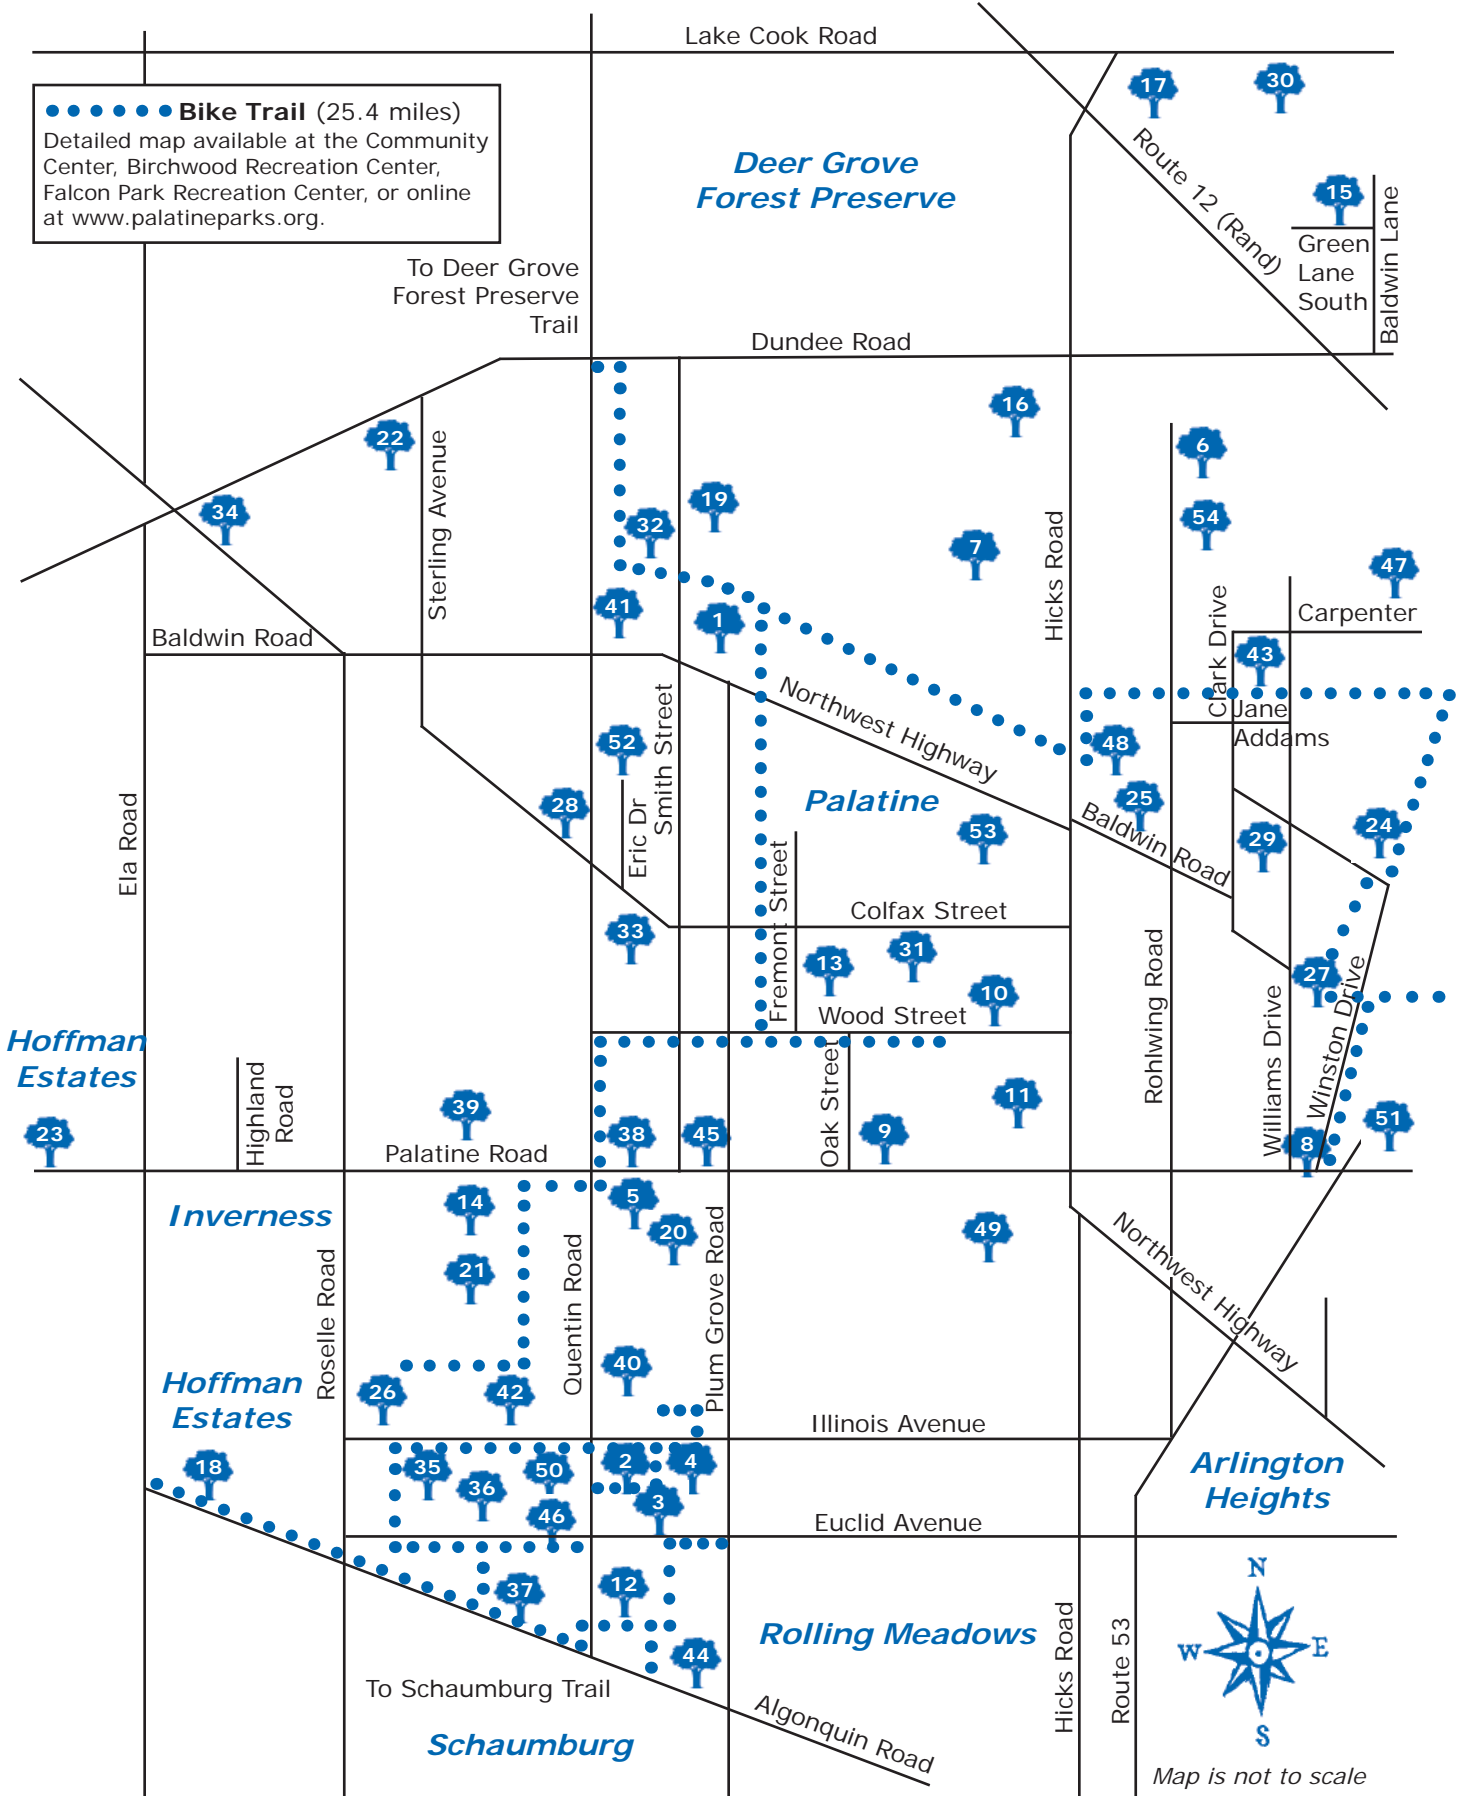 Lake Cook Road
Bike Trail (25.4 miles)
Detailed map available at the Community
Center, Birchwood Recreation Center,
Falcon Park Recreation Center, or online
at www.palatineparks.org.
17
30
Deer Grove
Forest Preserve
Route 12 (Rand)
15
Green
Lane
South
Baldwin Lane
To Deer Grove
Forest Preserve
Trail
Dundee Road
16
22
Sterling Avenue
6
34
19
32
54
7
Hicks Road
47
41
1
Clark Drive
Carpenter
Baldwin Road
43
Northwest Highway
Smith Street
Jane
Addams
52
48
28
Eric Dr
Palatine
25
Baldwin Road
24
53
29
Ela Road
Fremont Street
Colfax Street
33
31
13
10
Rohlwing Road
27
Winston Drive
Williams Drive
Wood Street
Hoffman
Estates
Highland
Road
Oak Street
11
39
23
38
45
9
51
8
Palatine Road
Inverness
14
5
20
Plum Grove Road
49
Northwest Highway
21
Roselle Road
Quentin Road
40
Hoffman
Estates
26
42
Illinois Avenue
18
35
50
2
4
36
3
46
Arlington
Heights
Euclid Avenue
37
12
N
W
E
S
Rolling Meadows
Hicks Road
Route 53
44
To Schaumburg Trail
Algonquin Road
Schaumburg
Map is not to scale